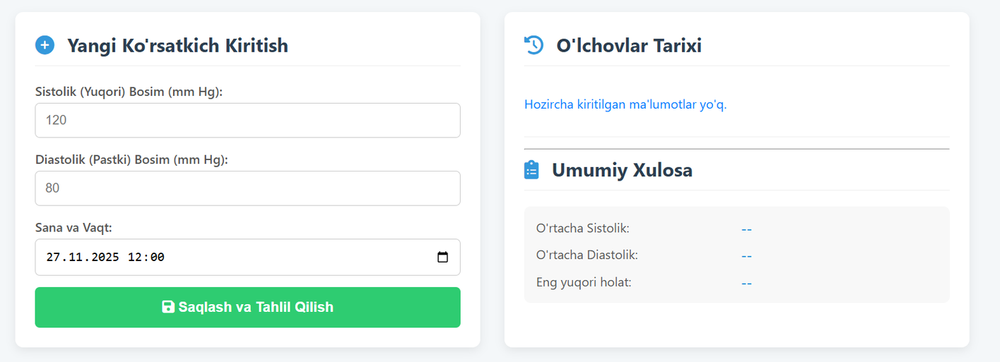 Yangi Ko'rsatkich Kiritish
Sistolik (Yuqori) Bosim (mm Hg):
120
Diastolik (Pastki) Bosim (mm Hg):
80
Sana va Vaqt:
27.11.2025 12:00
Saqlash va Tahlil Qilish
O'lchovlar Tarixi
Hozircha kiritilgan ma'lumotlar yo'q.
Umumiy Xulosa
O'rtacha Sistolik: --
O'rtacha Diastolik: --
Eng yuqori holat: --